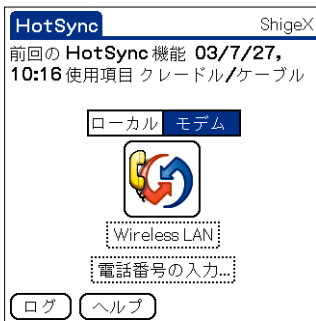 HotSync ShigeX
前回の HotSync 機能 03/7/27,
10:16 使用項目 クレードル/ケーブル
ローカル モデム
Wireless LAN
電話番号の入力...
ログ ヘルプ